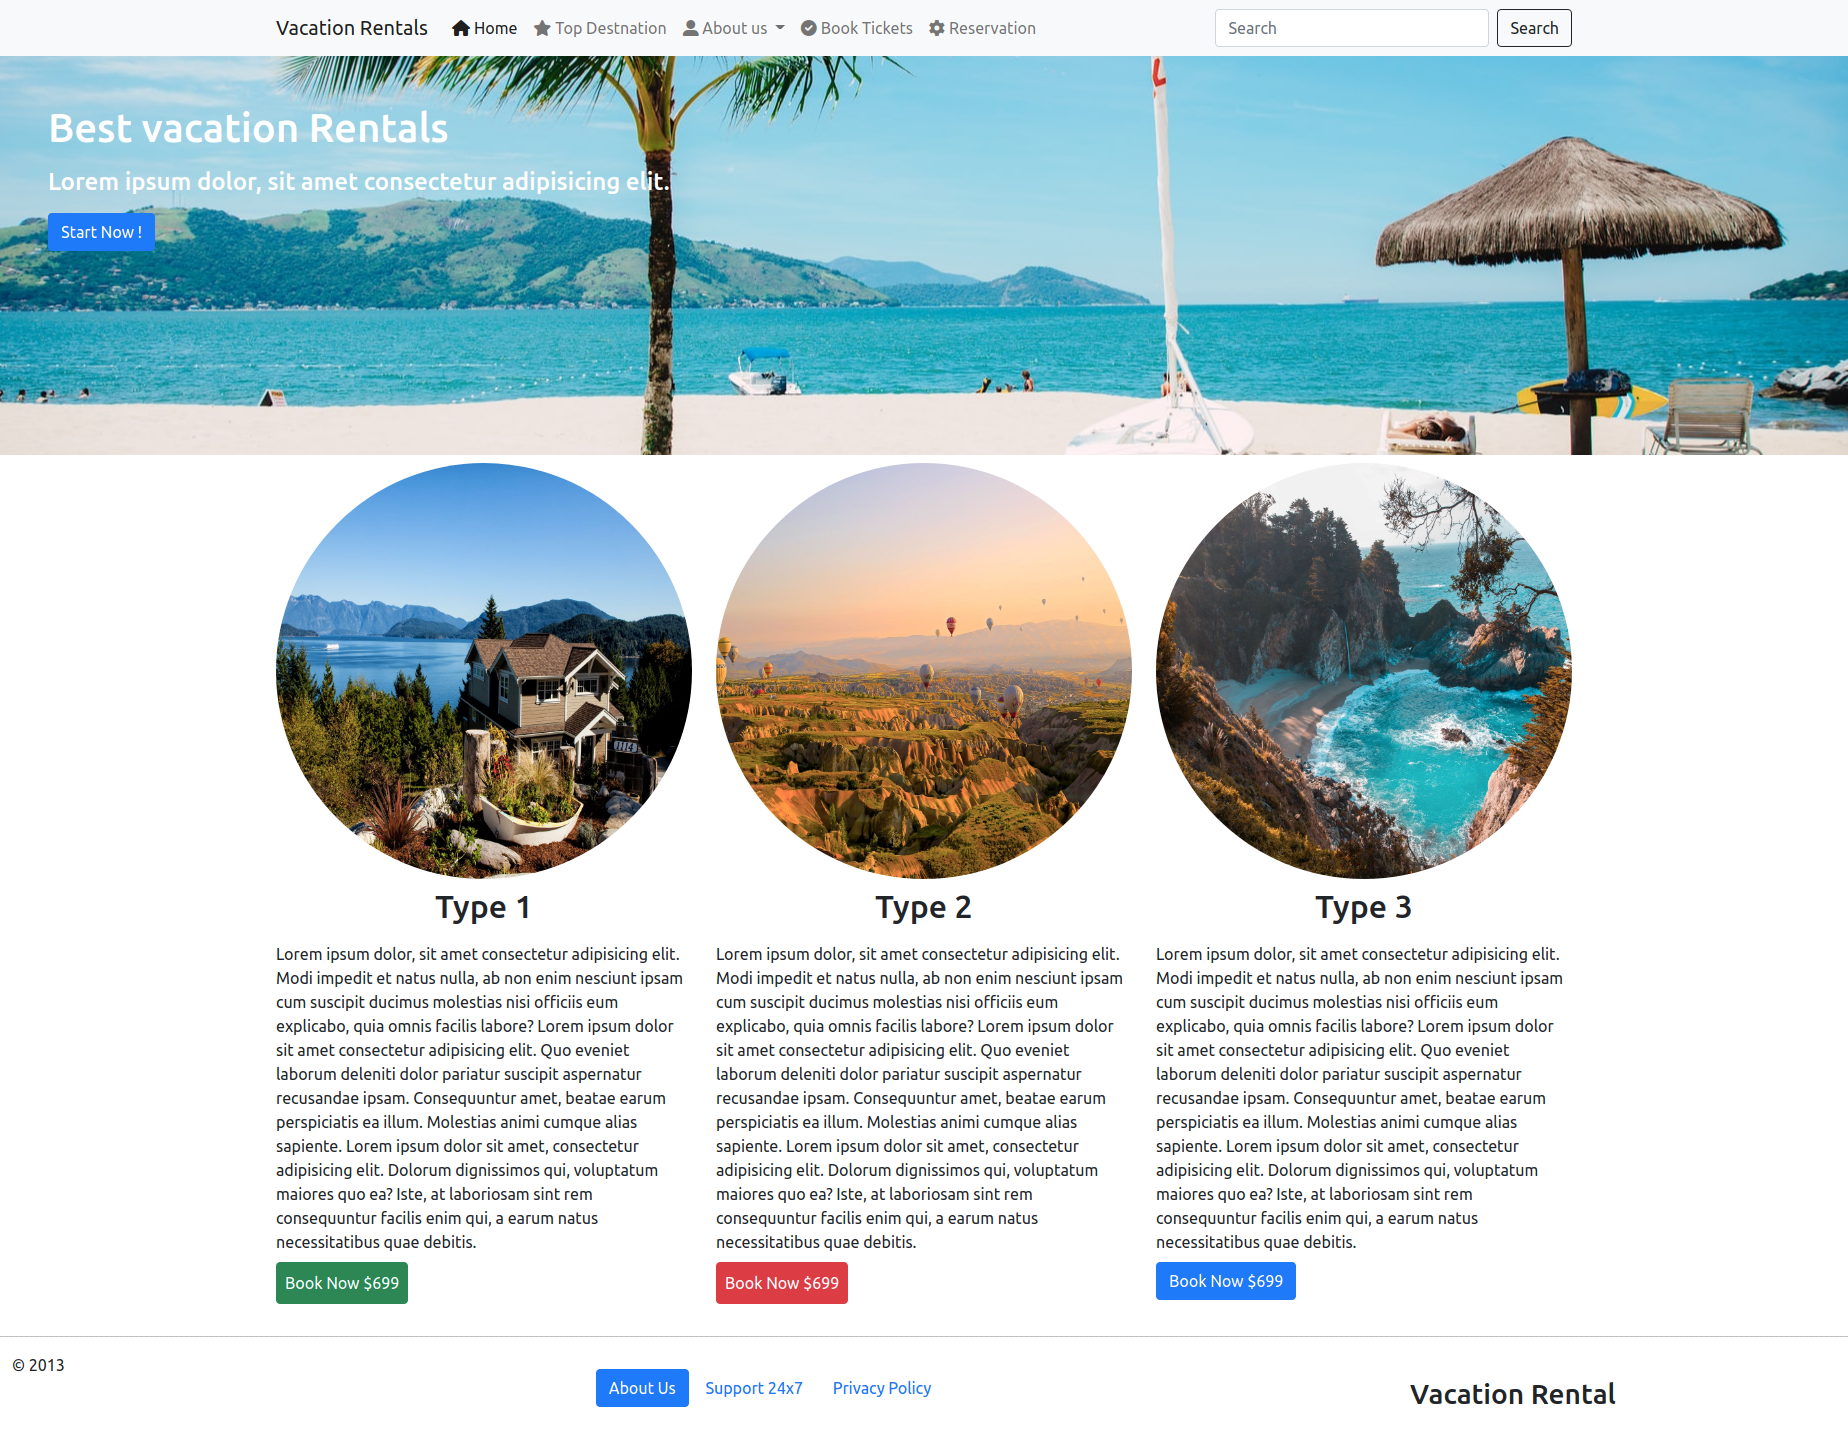 Vacation Rentals Home Top Destnation About us Book Tickets Reservation Search Search
Best vacation Rentals
Lorem ipsum dolor, sit amet consectetur adipisicing elit.
Start Now !
1114
Type 1
Lorem ipsum dolor, sit amet consectetur adipisicing elit.
Modi impedit et natus nulla, ab non enim nesciunt ipsam
cum suscipit ducimus molestias nisi officiis eum
explicabo, quia omnis facilis labore? Lorem ipsum dolor
sit amet consectetur adipisicing elit. Quo eveniet
laborum deleniti dolor pariatur suscipit aspernatur
recusandae ipsam. Consequuntur amet, beatae earum
perspiciatis ea illum. Molestias animi cumque alias
sapiente. Lorem ipsum dolor sit amet, consectetur
adipisicing elit. Dolorum dignissimos qui, voluptatum
maiores quo ea? Iste, at laboriosam sint rem
consequuntur facilis enim qui, a earum natus
necessitatibus quae debitis.
Book Now $699
Type 2
Lorem ipsum dolor, sit amet consectetur adipisicing elit.
Modi impedit et natus nulla, ab non enim nesciunt ipsam
cum suscipit ducimus molestias nisi officiis eum
explicabo, quia omnis facilis labore? Lorem ipsum dolor
sit amet consectetur adipisicing elit. Quo eveniet
laborum deleniti dolor pariatur suscipit aspernatur
recusandae ipsam. Consequuntur amet, beatae earum
perspiciatis ea illum. Molestias animi cumque alias
sapiente. Lorem ipsum dolor sit amet, consectetur
adipisicing elit. Dolorum dignissimos qui, voluptatum
maiores quo ea? Iste, at laboriosam sint rem
consequuntur facilis enim qui, a earum natus
necessitatibus quae debitis.
Book Now $699
Type 3
Lorem ipsum dolor, sit amet consectetur adipisicing elit.
Modi impedit et natus nulla, ab non enim nesciunt ipsam
cum suscipit ducimus molestias nisi officiis eum
explicabo, quia omnis facilis labore? Lorem ipsum dolor
sit amet consectetur adipisicing elit. Quo eveniet
laborum deleniti dolor pariatur suscipit aspernatur
recusandae ipsam. Consequuntur amet, beatae earum
perspiciatis ea illum. Molestias animi cumque alias
sapiente. Lorem ipsum dolor sit amet, consectetur
adipisicing elit. Dolorum dignissimos qui, voluptatum
maiores quo ea? Iste, at laboriosam sint rem
consequuntur facilis enim qui, a earum natus
necessitatibus quae debitis.
Book Now $699
© 2013
About Us Support 24x7 Privacy Policy
Vacation Rental